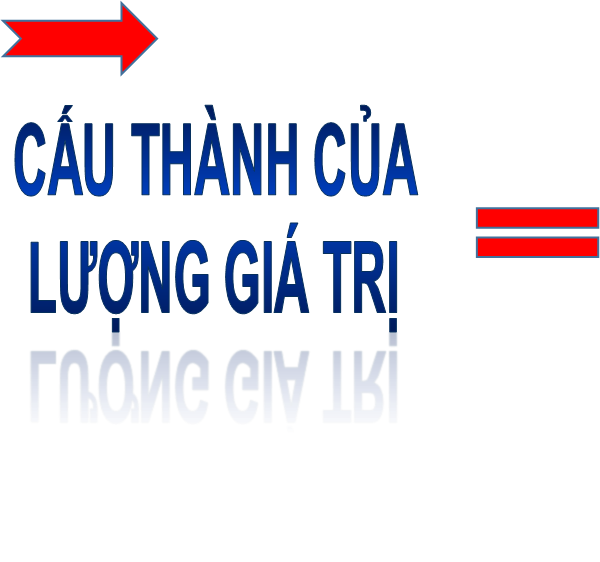 CẤU THÀNH CỦA
LƯỢNG GIÁ TRỊ